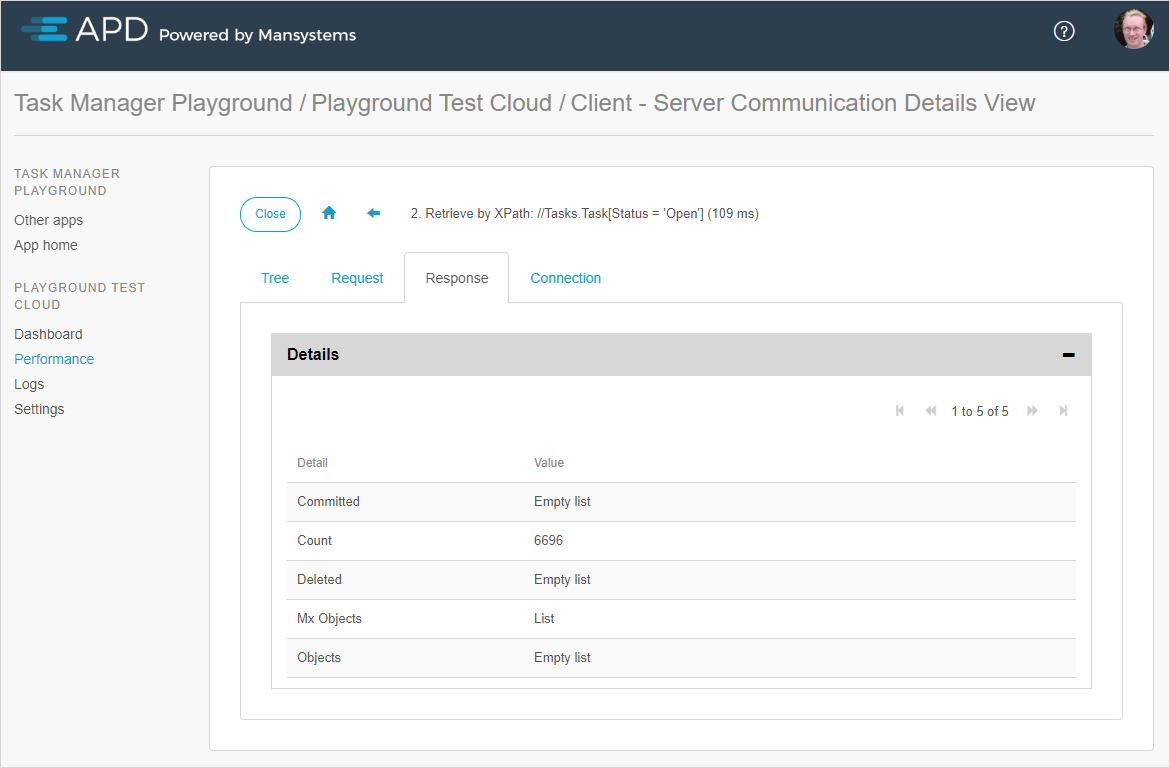 APD Powered by Mansystems
?
Task Manager Playground / Playground Test Cloud / Client - Server Communication Details View
TASK MANAGER
PLAYGROUND
Other apps
App home
PLAYGROUND TEST
CLOUD
Dashboard
Performance
Logs
Settings
Close
2. Retrieve by XPath: //Tasks.Task[Status = 'Open'] (109 ms)
Tree Request Response Connection
Details
1 to 5 of 5
Detail Value
Committed Empty list
Count 6696
Deleted Empty list
Mx Objects List
Objects Empty list